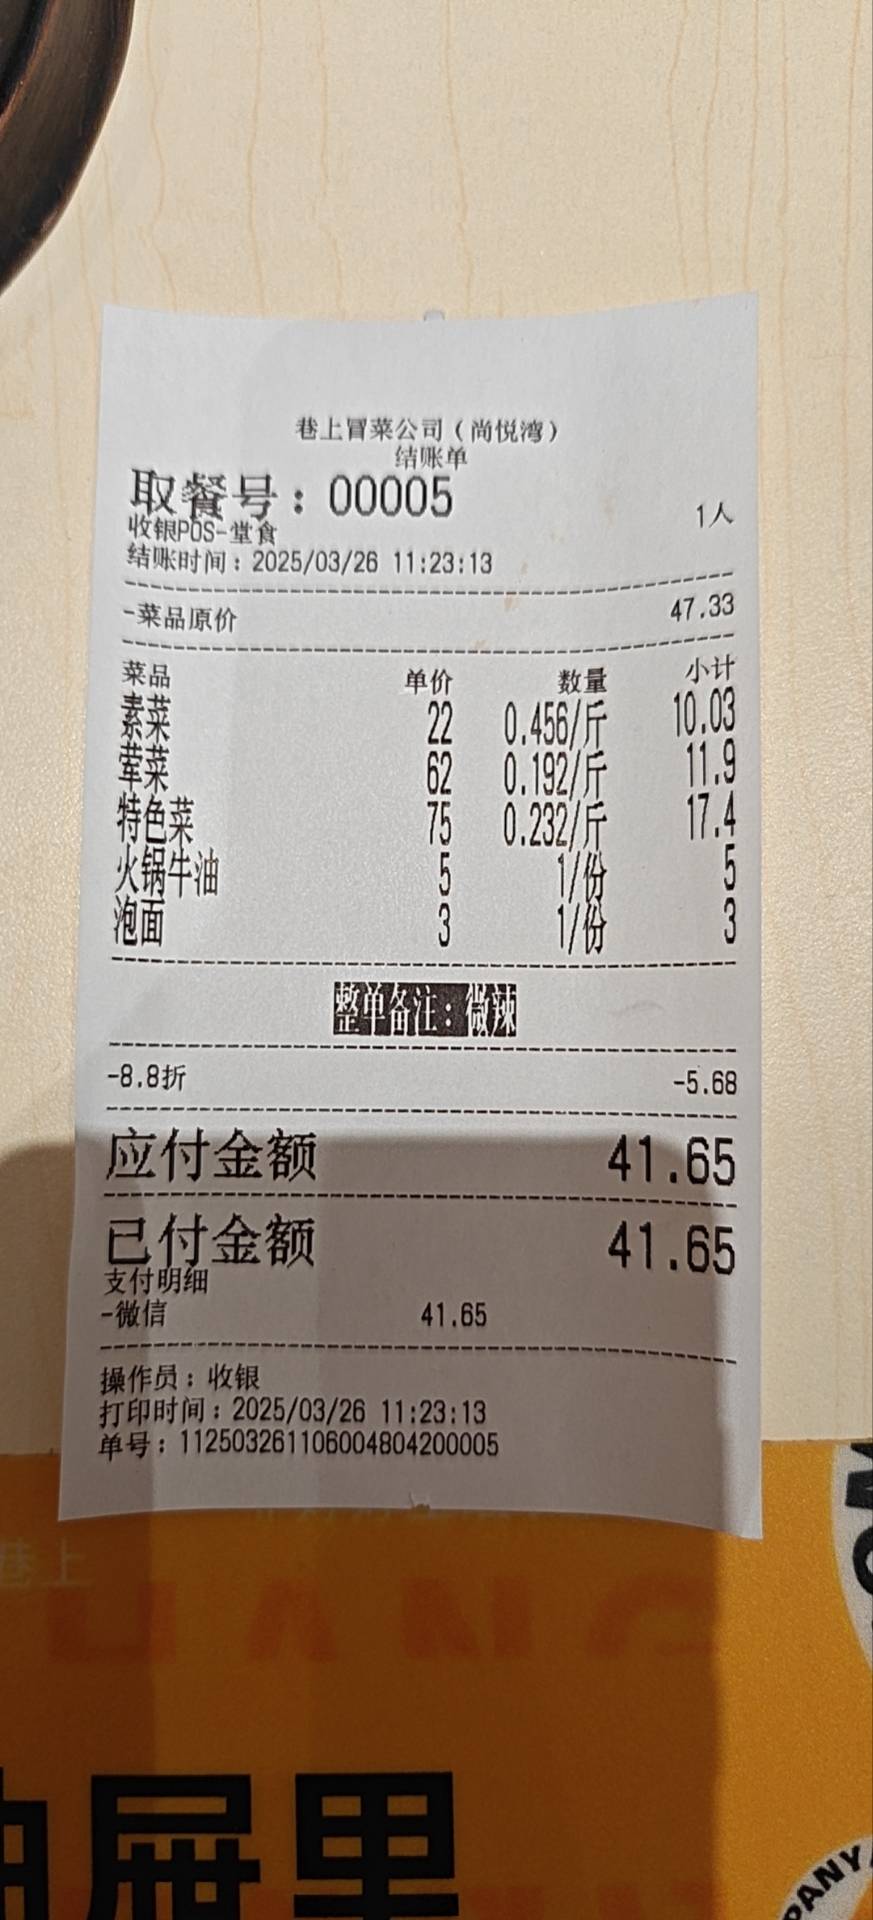 巷上冒菜公司（尚悦湾）
结账单
取餐号：00005
1人
收银POS-堂食
结账时间：2025/03/26 11:23:13
-菜品原价 47.33
菜品 单价 数量 小计
素菜 22 0.456/斤 10.03
荤菜 62 0.192/斤 11.9
特色菜 75 0.232/斤 17.4
火锅牛油 5 1/份 5
泡面 3 1/份 3
整单备注：微辣
-8.8折 -5.68
应付金额 41.65
已付金额 41.65
支付明细
-微信 41.65
操作员：收银
打印时间：2025/03/26 11:23:13
单号：112503261106004804200005
巷上
PANY